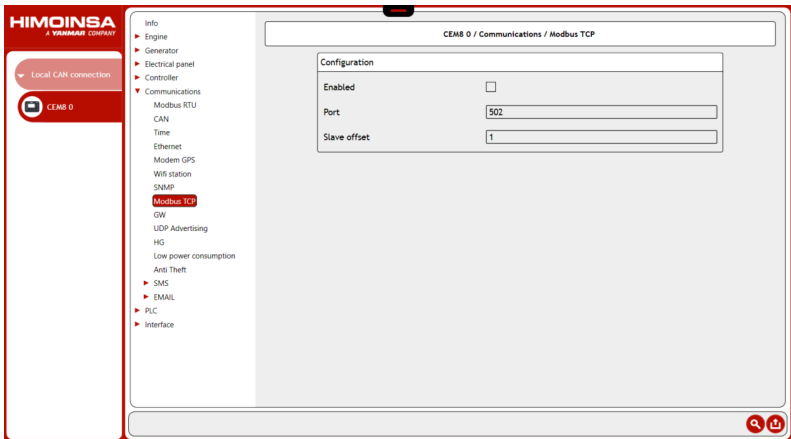 HIMOINSA
A YANMAR COMPANY
Local CAN connection
CEM8 0
Info
Engine
Generator
Electrical panel
Controller
Communications
Modbus RTU
CAN
Time
Ethernet
Modem GPS
Wifi station
SNMP
Modbus TCP
GW
UDP Advertising
HG
Low power consumption
Anti Theft
SMS
EMAIL
PLC
Interface
CEM8 0 / Communications / Modbus TCP
Configuration
Enabled
Port 502
Slave offset 1